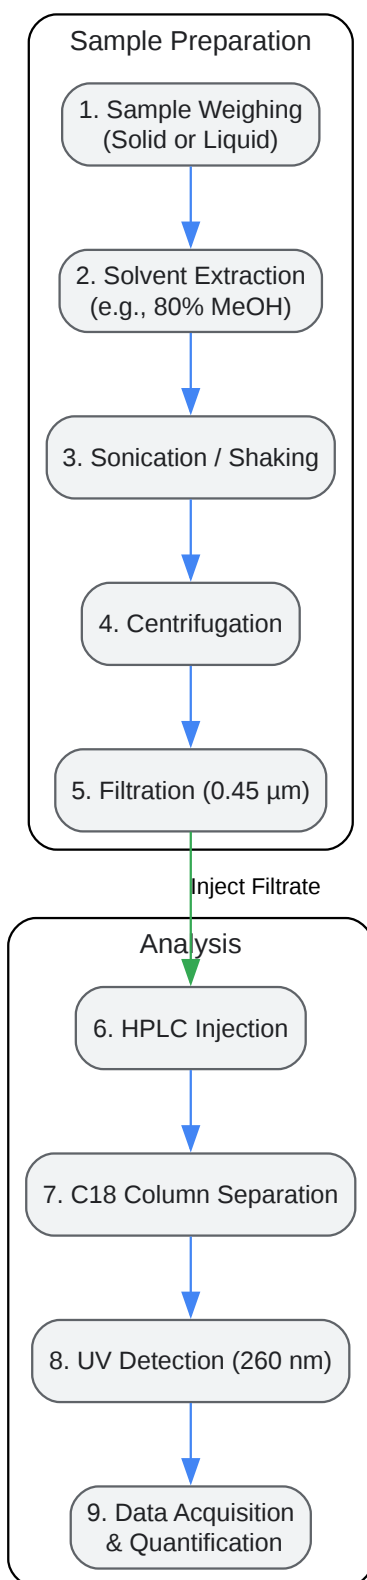 Sample Preparation
1. Sample Weighing
(Solid or Liquid)
2. Solvent Extraction
(e.g., 80% MeOH)
3. Sonication / Shaking
4. Centrifugation
5. Filtration (0.45 µm)
Inject Filtrate
Analysis
6. HPLC Injection
7. C18 Column Separation
8. UV Detection (260 nm)
9. Data Acquisition
& Quantification